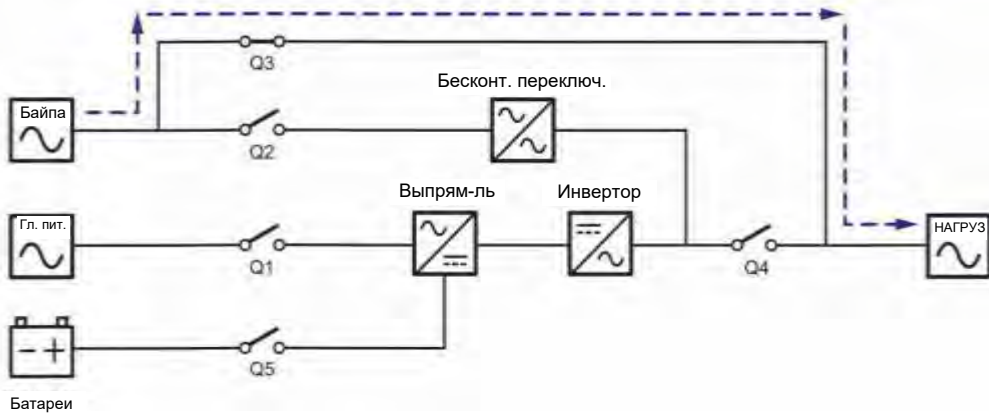 Q3
Бесконт. переключ.
Байпа
Q2
Выпрям-ль
Инвертор
Гл. пит.
НАГРУЗ
Q1
Q4
Q5
Батареи